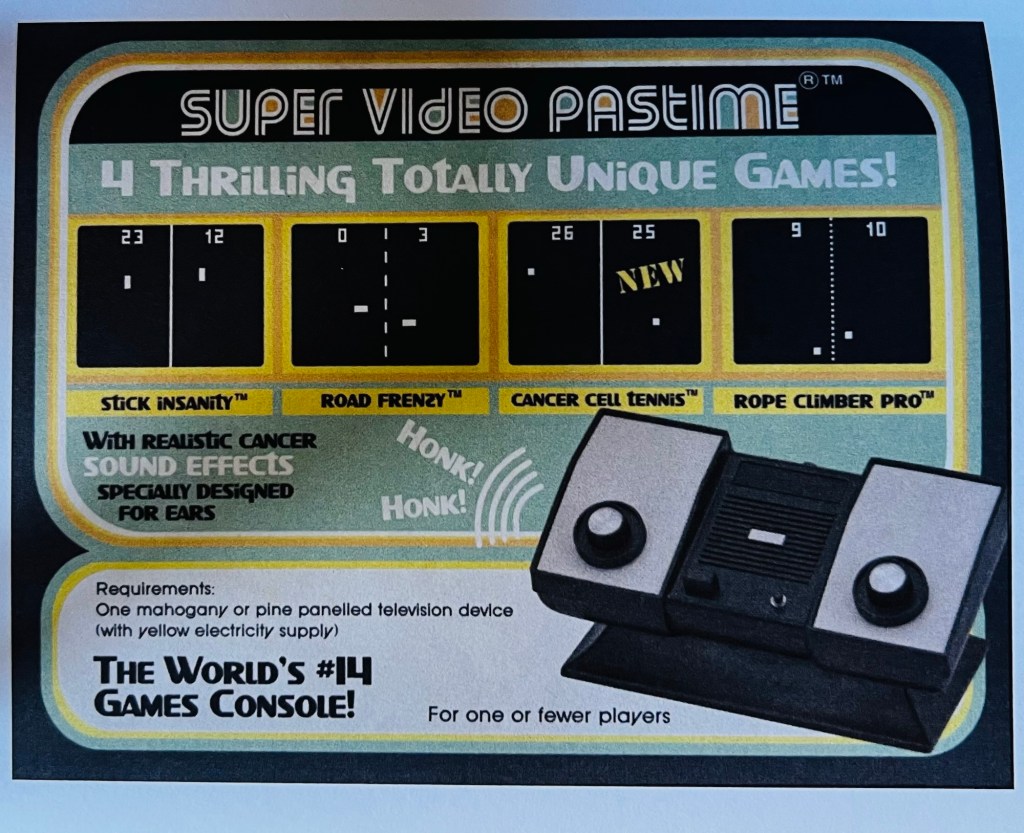 SUPER VIDEO PASTIME ®™
4 THRILLING TOTALLY UNIQUE GAMES!
23 12
0 3
26 25
NEW
9 10
STICK INSANITY™
ROAD FRENZY™
CANCER CELL TENNIS™
ROPE CLIMBER PRO™
WITH REALISTIC CANCER
SOUND EFFECTS
SPECIALLY DESIGNED
FOR EARS
HONK!
HONK!
Requirements:
One mahogany or pine panelled television device
(with yellow electricity supply)
THE WORLD'S #14
GAMES CONSOLE!
For one or fewer players